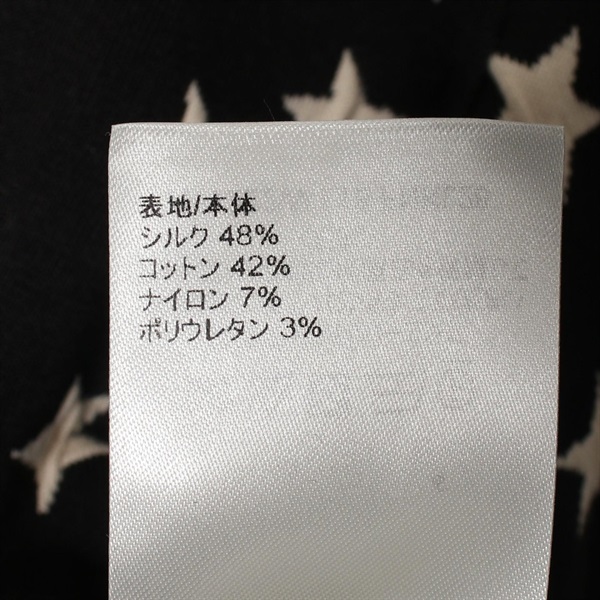 表地/本体
シルク 48%
コットン 42%
ナイロン 7%
ポリウレタン 3%